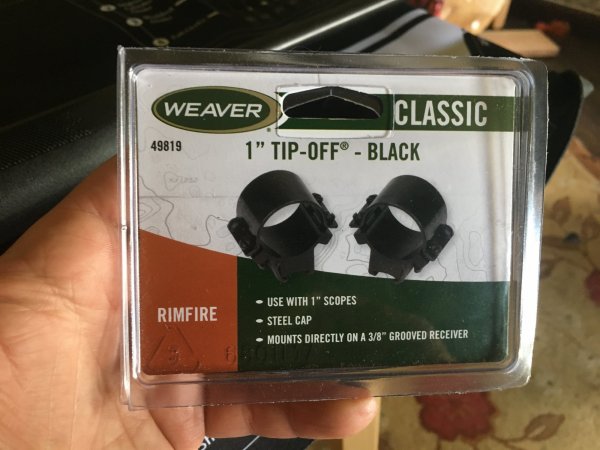 WEAVER
CLASSIC
49819
1” TIP-OFF® - BLACK
RIMFIRE
• USE WITH 1" SCOPES
• STEEL CAP
• MOUNTS DIRECTLY ON A 3/8" GROOVED RECEIVER
3